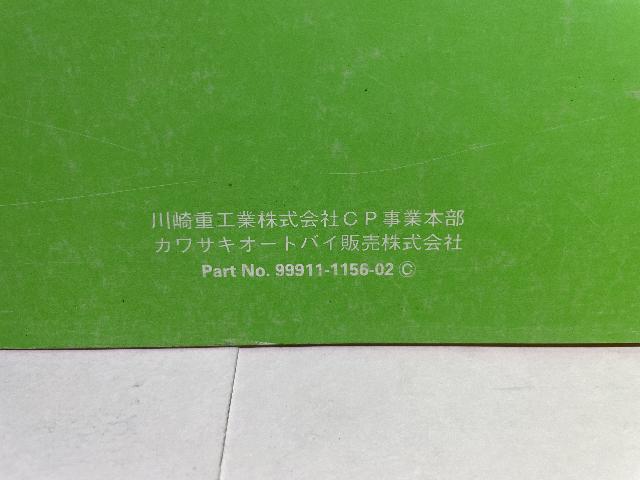 川崎重工業株式会社ＣＰ事業本部
カワサキオートバイ販売株式会社
Part No. 99911-1156-02 ©